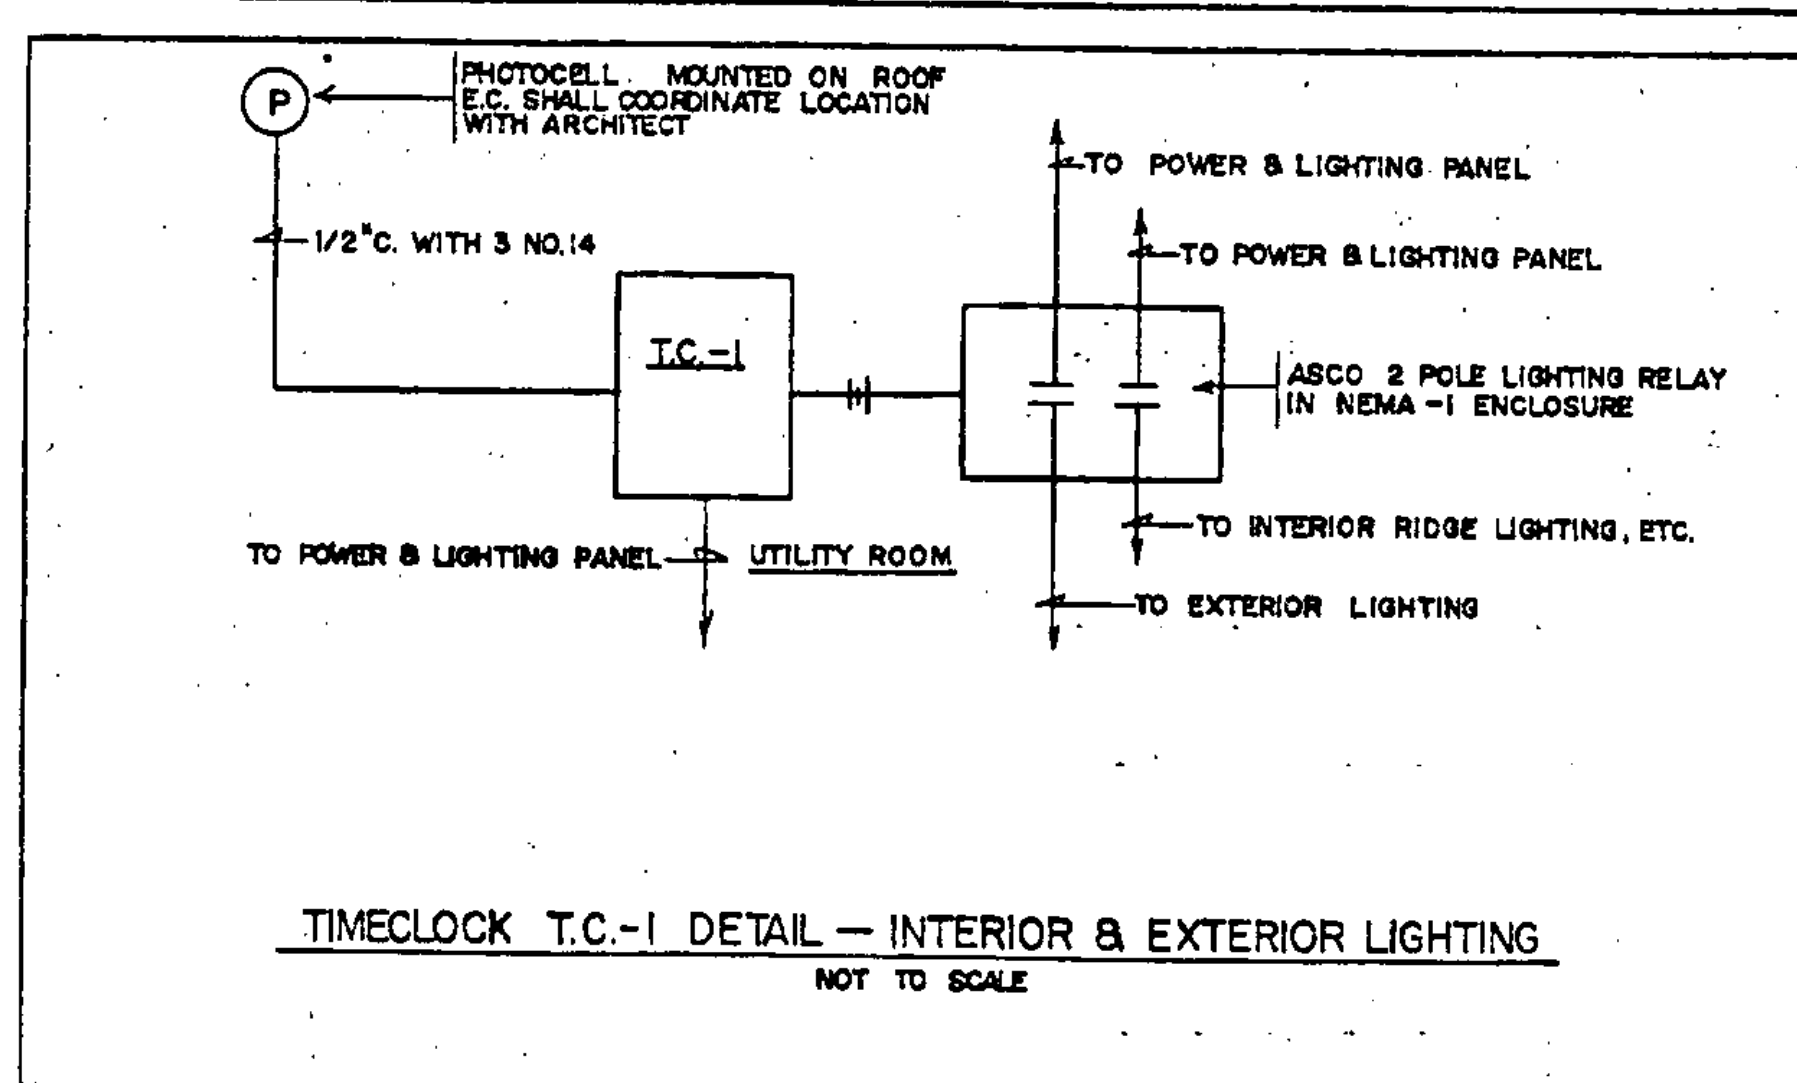 P
PHOTOCELL MOUNTED ON ROOF
E.C. SHALL COORDINATE LOCATION
WITH ARCHITECT
TO POWER & LIGHTING PANEL
1/2"C. WITH 3 NO.14
TO POWER & LIGHTING PANEL
T.C.-1
ASCO 2 POLE LIGHTING RELAY
IN NEMA-1 ENCLOSURE
TO INTERIOR RIDGE LIGHTING, ETC.
TO POWER & LIGHTING PANEL
UTILITY ROOM
TO EXTERIOR LIGHTING
TIMECLOCK T.C.-1 DETAIL — INTERIOR & EXTERIOR LIGHTING
NOT TO SCALE